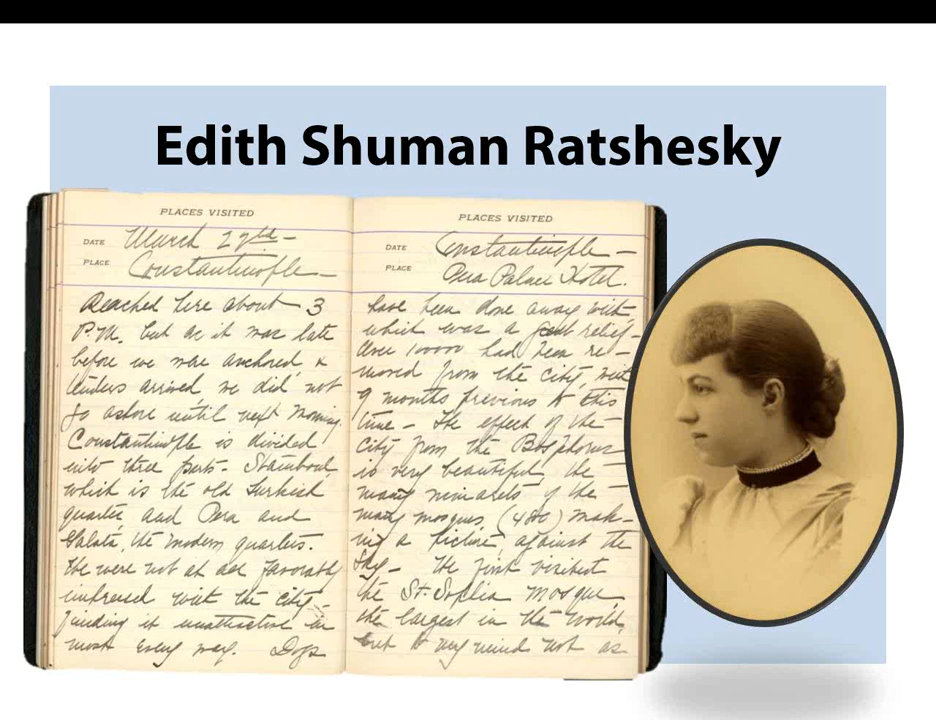 Edith Shuman Ratshesky
PLACES VISITED
DATE March 27th —
PLACE Constantinople —
Reached here about 3
P.M. but as it was late
before we were anchored, &
tenders arrived we did not
go ashore until next morning.
Constantinople is divided
into three parts - Stamboul,
which is the old Turkish
quarter, and Pera and
Galata, the modern quarters.
We were not at all favorably
impressed with the city -
finding it unattractive in
most every way. Dogs
PLACES VISITED
DATE Constantinople —
PLACE Pera Palace Hotel.
have been done away with
which was a great relief -
Over 10000 had been re-
moved from the city, with
9 months previous to this
time - The effect of the
city from the Bosphorus
is very beautiful, the
many minarets of the
many mosques, (480) mak-
ing a picture, against the
sky - We first visited
the St. Sophia Mosque
the largest in the world,
but to my mind not as